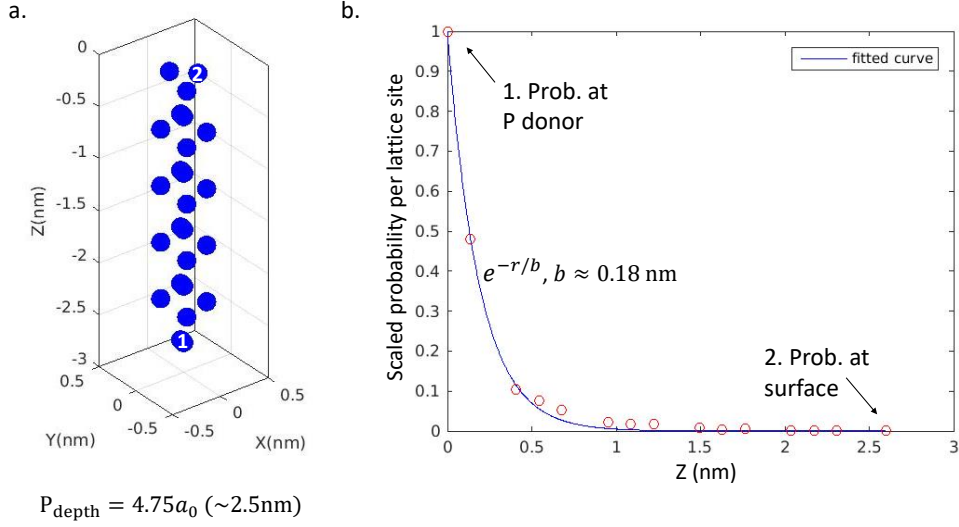 a.
0
-0.5
-1
-1.5
-2
-2.5
-3
Z(nm)
2
1
0.5
0
-0.5
Y(nm)
-0.5
0
0.5
X(nm)
P_depth = 4.75a_0 (~2.5nm)
b.
1
0.9
0.8
0.7
0.6
0.5
0.4
0.3
0.2
0.1
0
Scaled probability per lattice site
fitted curve
1. Prob. at
P donor
e^{-r/b}, b ≈ 0.18 nm
2. Prob. at
surface
0
0.5
1
1.5
2
2.5
3
Z (nm)